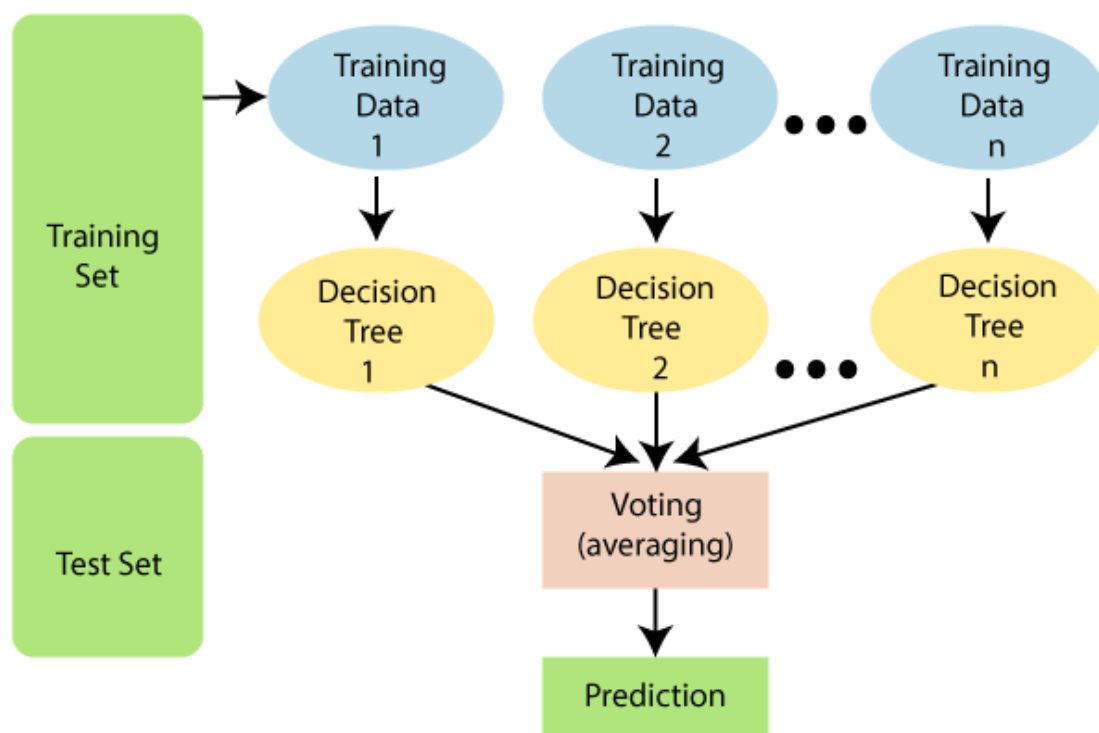 Training
Set
Test Set
Training
Data
1
Training
Data
2
Training
Data
n
Decision
Tree
1
Decision
Tree
2
Decision
Tree
n
Voting
(averaging)
Prediction